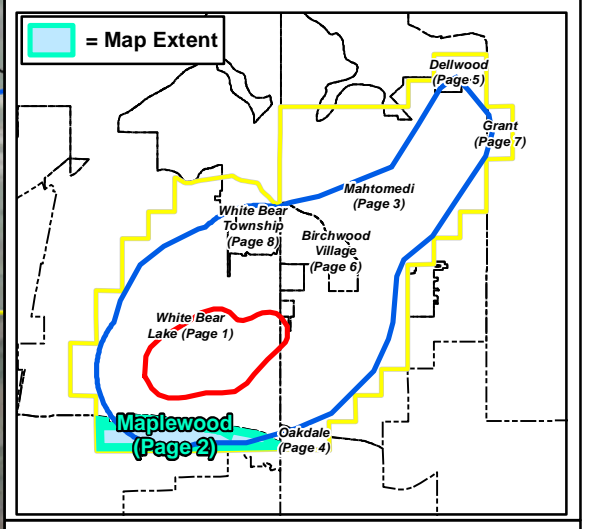 = Map Extent
Dellwood
(Page 5)
Grant
(Page 7)
Mahtomedi
(Page 3)
White Bear
Township
(Page 8)
Birchwood
Village
(Page 6)
White Bear
Lake (Page 1)
Maplewood
(Page 2)
Oakdale
(Page 4)